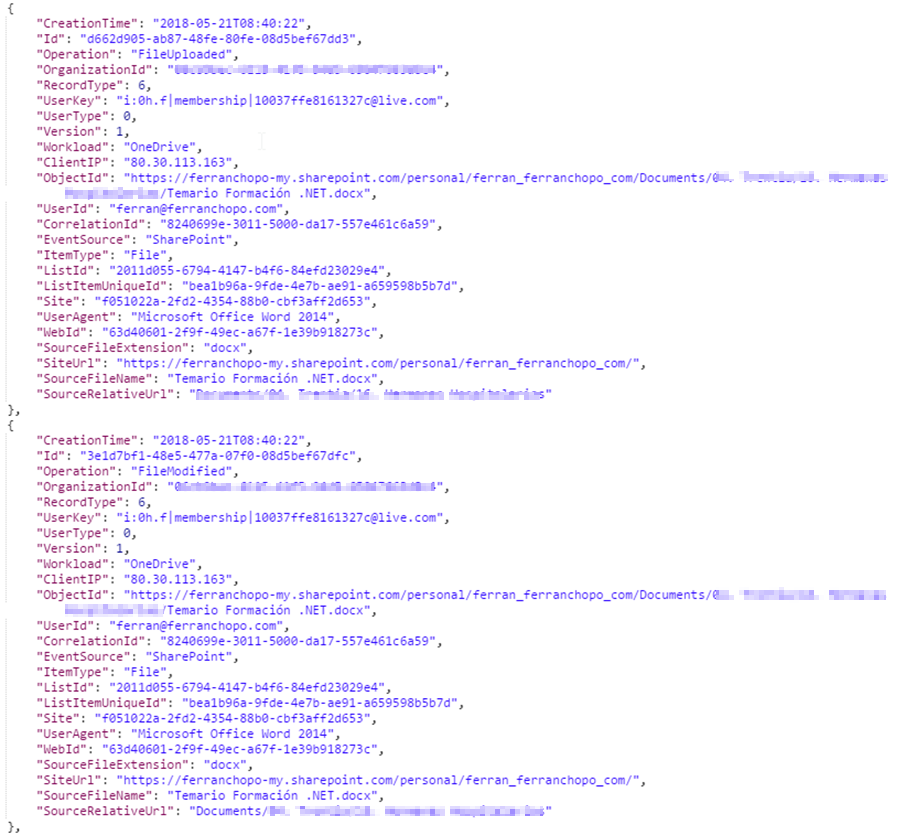 {
"CreationTime": "2018-05-21T08:40:22",
"Id": "d662d905-ab87-48fe-80fe-08d5bef67dd3",
"Operation": "FileUploaded",
"OrganizationId": "
"RecordType": 6,
"UserKey": "i:0h.f|membership|10037ffe8161327c@live.com",
"UserType": 0,
"Version": 1,
"Workload": "OneDrive",
"ClientIP": "80.30.113.163",
"ObjectId": "https://ferranchopo-my.sharepoint.com/personal/ferran_ferranchopo_com/Documents/
/Temario Formación .NET.docx",
"UserId": "ferran@ferranchopo.com",
"CorrelationId": "8240699e-3011-5000-da17-557e461c6a59",
"EventSource": "SharePoint",
"ItemType": "File",
"ListId": "2011d055-6794-4147-b4f6-84efd23029e4",
"ListItemUniqueId": "bea1b96a-9fde-4e7b-ae91-a659598b5b7d",
"Site": "f051022a-2fd2-4354-88b0-cbf3aff2d653",
"UserAgent": "Microsoft Office Word 2014",
"WebId": "63d40601-2f9f-49ec-a67f-1e39b918273c",
"SourceFileExtension": "docx",
"SiteUrl": "https://ferranchopo-my.sharepoint.com/personal/ferran_ferranchopo_com/",
"SourceFileName": "Temario Formación .NET.docx",
"SourceRelativeUrl": "
},
{
"CreationTime": "2018-05-21T08:40:22",
"Id": "3e1d7bf1-48e5-477a-07f0-08d5bef67dfc",
"Operation": "FileModified",
"OrganizationId": "
"RecordType": 6,
"UserKey": "i:0h.f|membership|10037ffe8161327c@live.com",
"UserType": 0,
"Version": 1,
"Workload": "OneDrive",
"ClientIP": "80.30.113.163",
"ObjectId": "https://ferranchopo-my.sharepoint.com/personal/ferran_ferranchopo_com/Documents/
/Temario Formación .NET.docx",
"UserId": "ferran@ferranchopo.com",
"CorrelationId": "8240699e-3011-5000-da17-557e461c6a59",
"EventSource": "SharePoint",
"ItemType": "File",
"ListId": "2011d055-6794-4147-b4f6-84efd23029e4",
"ListItemUniqueId": "bea1b96a-9fde-4e7b-ae91-a659598b5b7d",
"Site": "f051022a-2fd2-4354-88b0-cbf3aff2d653",
"UserAgent": "Microsoft Office Word 2014",
"WebId": "63d40601-2f9f-49ec-a67f-1e39b918273c",
"SourceFileExtension": "docx",
"SiteUrl": "https://ferranchopo-my.sharepoint.com/personal/ferran_ferranchopo_com/",
"SourceFileName": "Temario Formación .NET.docx",
"SourceRelativeUrl": "Documents/
},